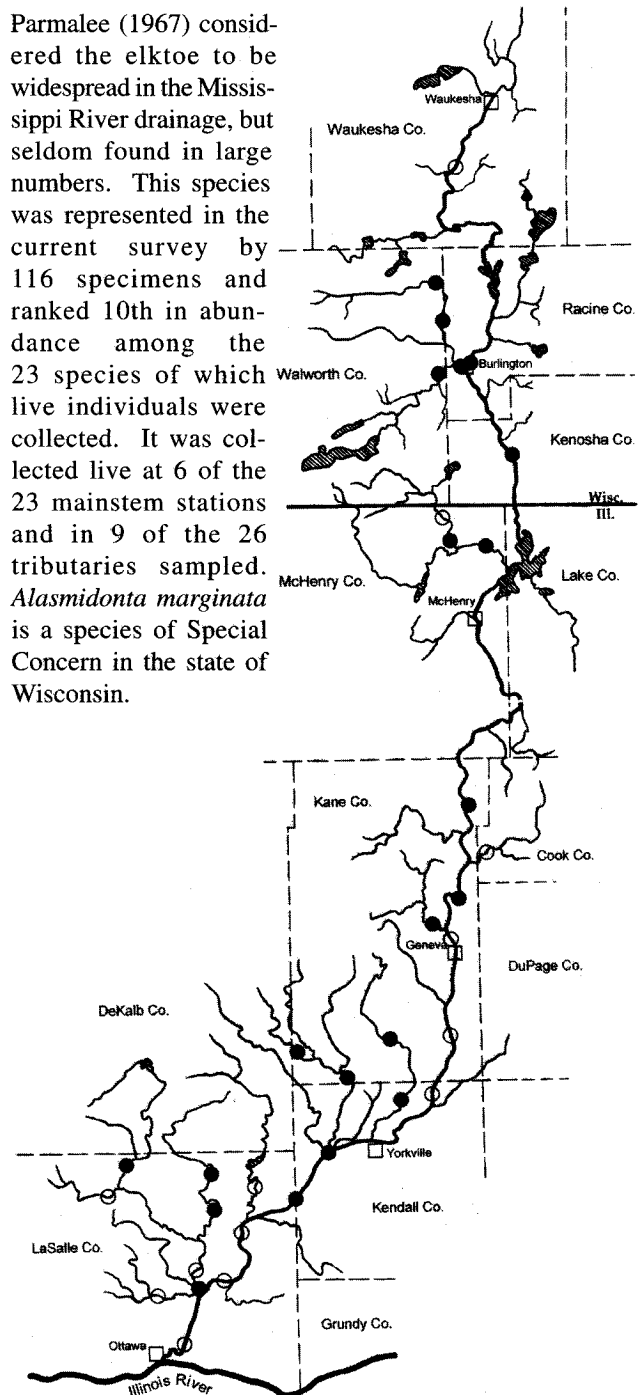 Parmalee (1967) consid-
ered the elktoe to be
widespread in the Missis-
sippi River drainage, but
seldom found in large
numbers. This species
was represented in the
current survey by
116 specimens and
ranked 10th in abun-
dance among the
23 species of which
live individuals were
collected. It was col-
lected live at 6 of the
23 mainstem stations
and in 9 of the 26
tributaries sampled.
Alasmidonta marginata
is a species of Special
Concern in the state of
Wisconsin.
Waukesha
Waukesha Co.
Racine Co.
Walworth Co.
Burlington
Kenosha Co.
Wisc.
Ill.
McHenry Co.
Lake Co.
McHenry
Kane Co.
Cook Co.
Geneva
DuPage Co.
DeKalb Co.
Yorkville
Kendall Co.
LaSalle Co.
Grundy Co.
Ottawa
Illinois River